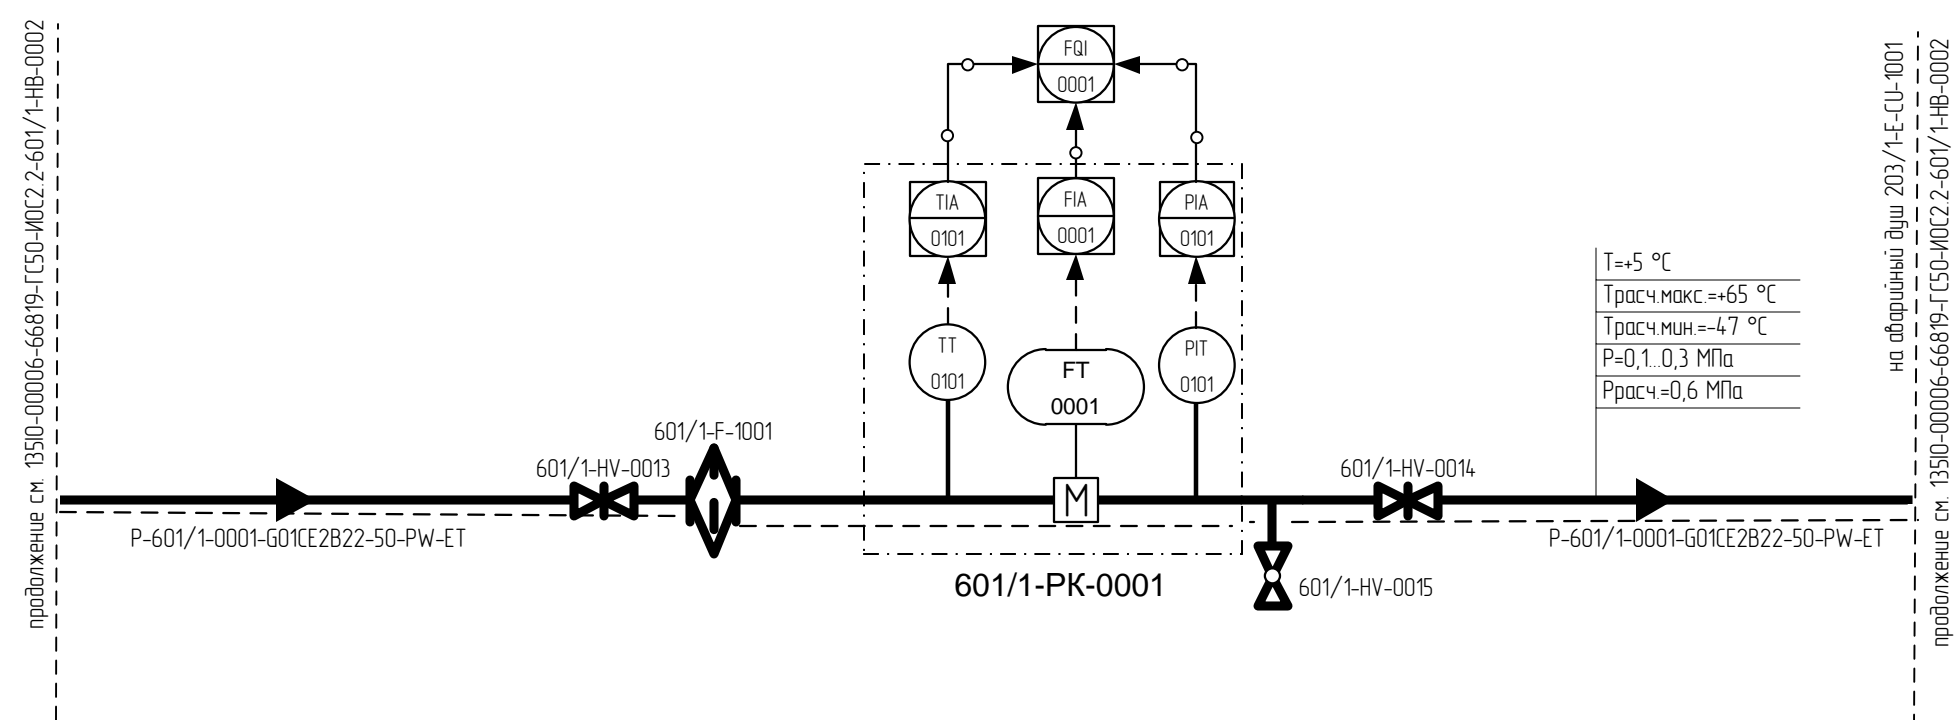 продолжение см. 13510-00006-66819-ГС50-ИОС2.2-601/1-НВ-0002
FQI
0001
TIA
0101
FIA
0001
PIA
0101
TT
0101
FT
0001
PIT
0101
601/1-F-1001
601/1-HV-0013
M
601/1-HV-0014
P-601/1-0001-G01CE2B22-50-PW-ET
601/1-PK-0001
601/1-HV-0015
T=+5 °C
Tрасч.макс.=+65 °C
Tрасч.мин.=-47 °C
P=0,1...0,3 МПа
Pрасч.=0,6 МПа
P-601/1-0001-G01CE2B22-50-PW-ET
на аварийный душ 203/1-E-CU-1001
продолжение см. 13510-00006-66819-ГС50-ИОС2.2-601/1-НВ-0002